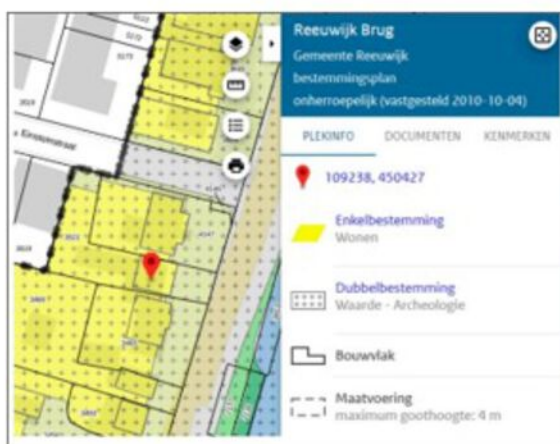 Einsteinstraat
Reeuwijk Brug
Gemeente Reeuwijk
bestemmingsplan
onherroepelijk (vastgesteld 2010-10-04)
PLEKINFO DOCUMENTEN KENMERKEN
109238, 450427
Enkelbestemming
Wonen
Dubbelbestemming
Waarde - Archeologie
Bouwvlak
Maatvoering
maximum goothoogte: 4 m